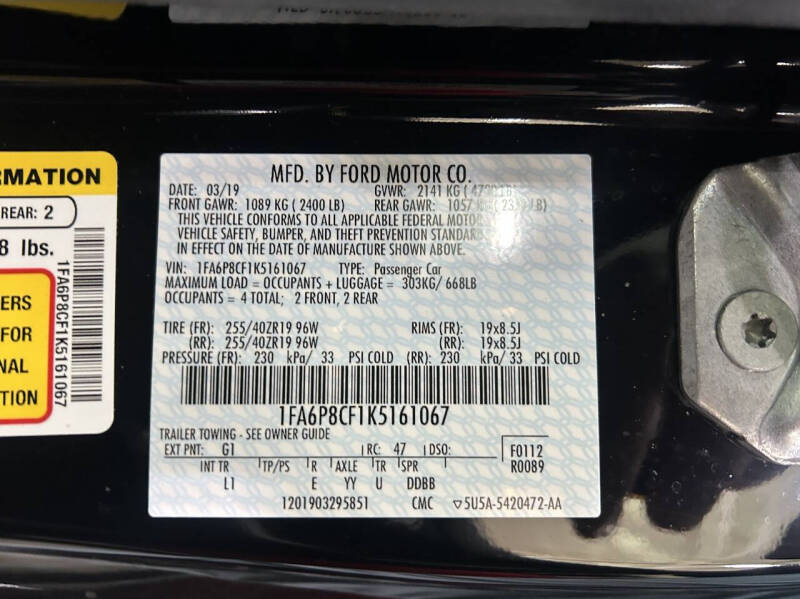 RMATION
REAR: 2
8 lbs.
ERS
FOR
NAL
TION
1FA6P8CF1K5161067
MFD. BY FORD MOTOR CO.
DATE: 03/19 GVWR: 2141 KG
FRONT GAWR: 1089 KG ( 2400 LB) REAR GAWR: 1057 KG
THIS VEHICLE CONFORMS TO ALL APPLICABLE FEDERAL MOTOR
VEHICLE SAFETY, BUMPER, AND THEFT PREVENTION STANDARDS
IN EFFECT ON THE DATE OF MANUFACTURE SHOWN ABOVE.
VIN: 1FA6P8CF1K5161067 TYPE: Passenger Car
MAXIMUM LOAD = OCCUPANTS + LUGGAGE = 303KG/ 668LB
OCCUPANTS = 4 TOTAL; 2 FRONT, 2 REAR
TIRE (FR): 255/40ZR19 96W RIMS (FR): 19x8.5J
(RR): 255/40ZR19 96W (RR): 19x8.5J
PRESSURE (FR): 230 kPa/ 33 PSI COLD (RR): 230 kPa/ 33 PSI COLD
1FA6P8CF1K5161067
TRAILER TOWING - SEE OWNER GUIDE
EXT PNT: G1 RC: 47 DSO: F0112
R0089
INT TR TP/PS R AXLE TR SPR
L1 E YY U DDBB
1201903295851 CMC ▽5U5A-5420472-AA